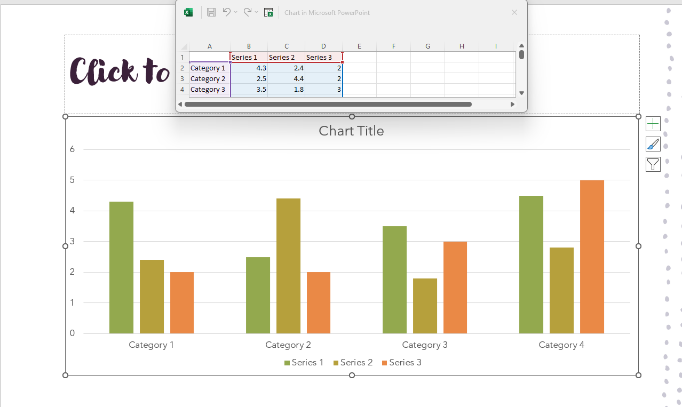 Chart in Microsoft PowerPoint
A B C D E F G H I
1 Series 1 Series 2 Series 3
2 Category 1 4.3 2.4 2
3 Category 2 2.5 4.4 2
4 Category 3 3.5 1.8 3
Click to
Chart Title
6
5
4
3
2
1
0
Category 1 Category 2 Category 3 Category 4
Series 1 Series 2 Series 3